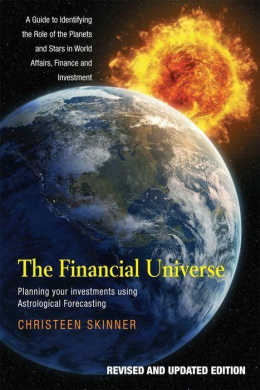 A Guide to Identifying
the Role of the Planets
and Stars in World
Affairs, Finance and
Investment
The Financial Universe
Planning your investments using
Astrological Forecasting
CHRISTEEN SKINNER
REVISED AND UPDATED EDITION